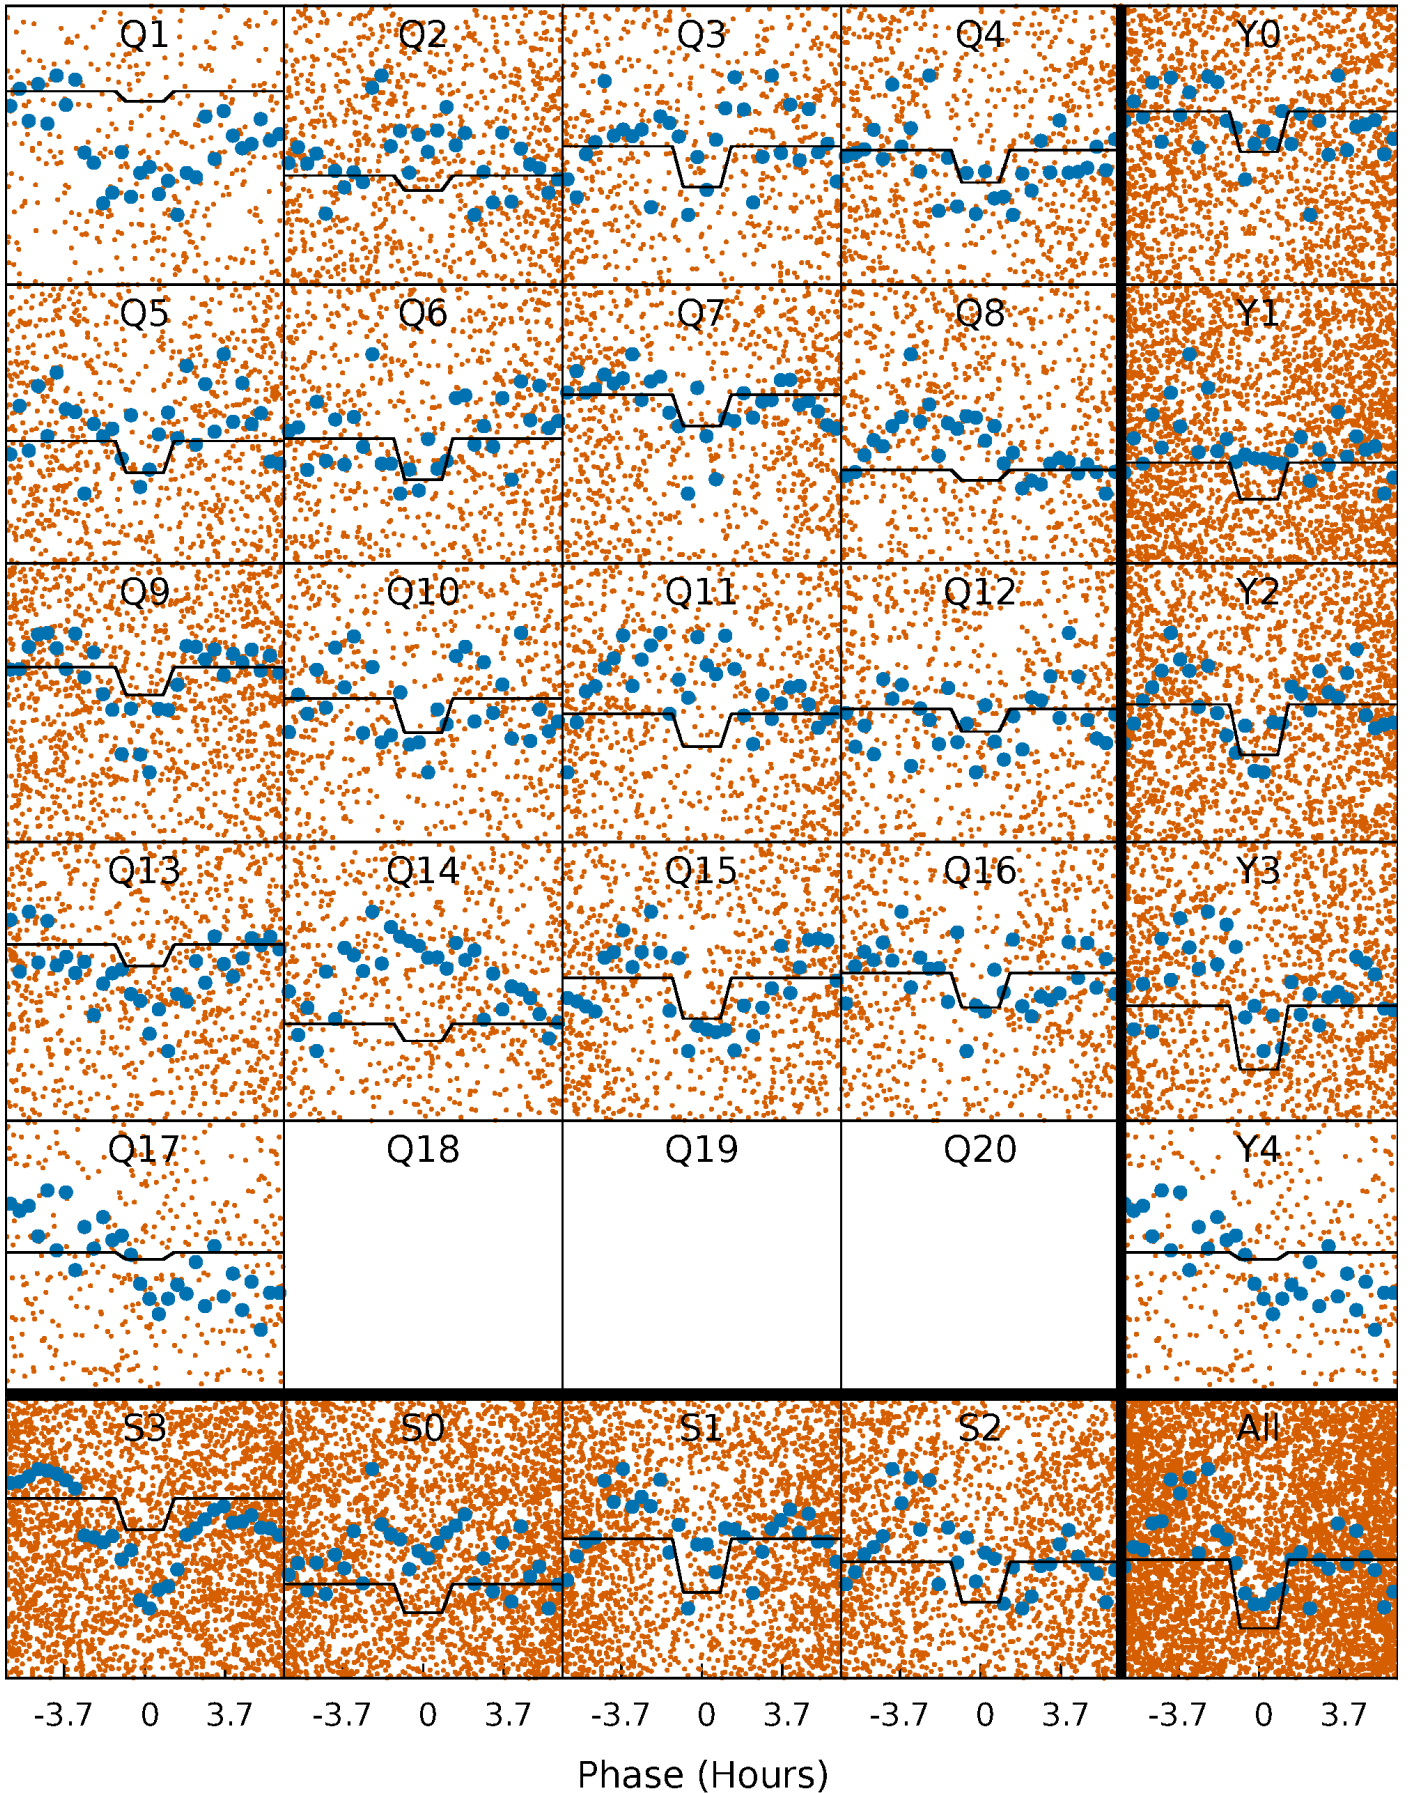 Q1 Q2 Q3 Q4 Y0
Q5 Q6 Q7 Q8 Y1
Q9 Q10 Q11 Q12 Y2
Q13 Q14 Q15 Q16 Y3
Q17 Q18 Q19 Q20 Y4
S3 S0 S1 S2 All
-3.7 0 3.7 -3.7 0 3.7 -3.7 0 3.7 -3.7 0 3.7 -3.7 0 3.7
Phase (Hours)